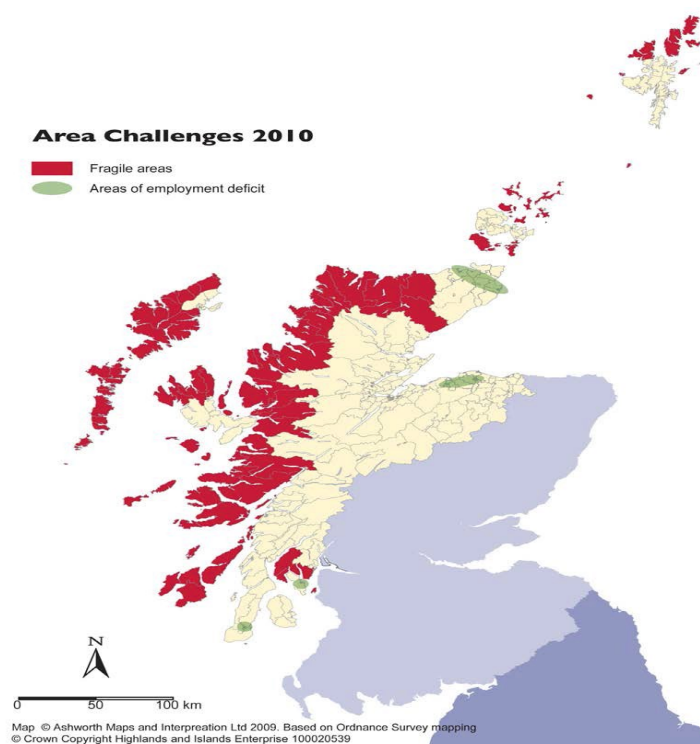 Area Challenges 2010
Fragile areas
Areas of employment deficit
N
0 50 100 km
Map © Ashworth Maps and Interpreation Ltd 2009. Based on Ordnance Survey mapping
© Crown Copyright Highlands and Islands Enterprise 100020539